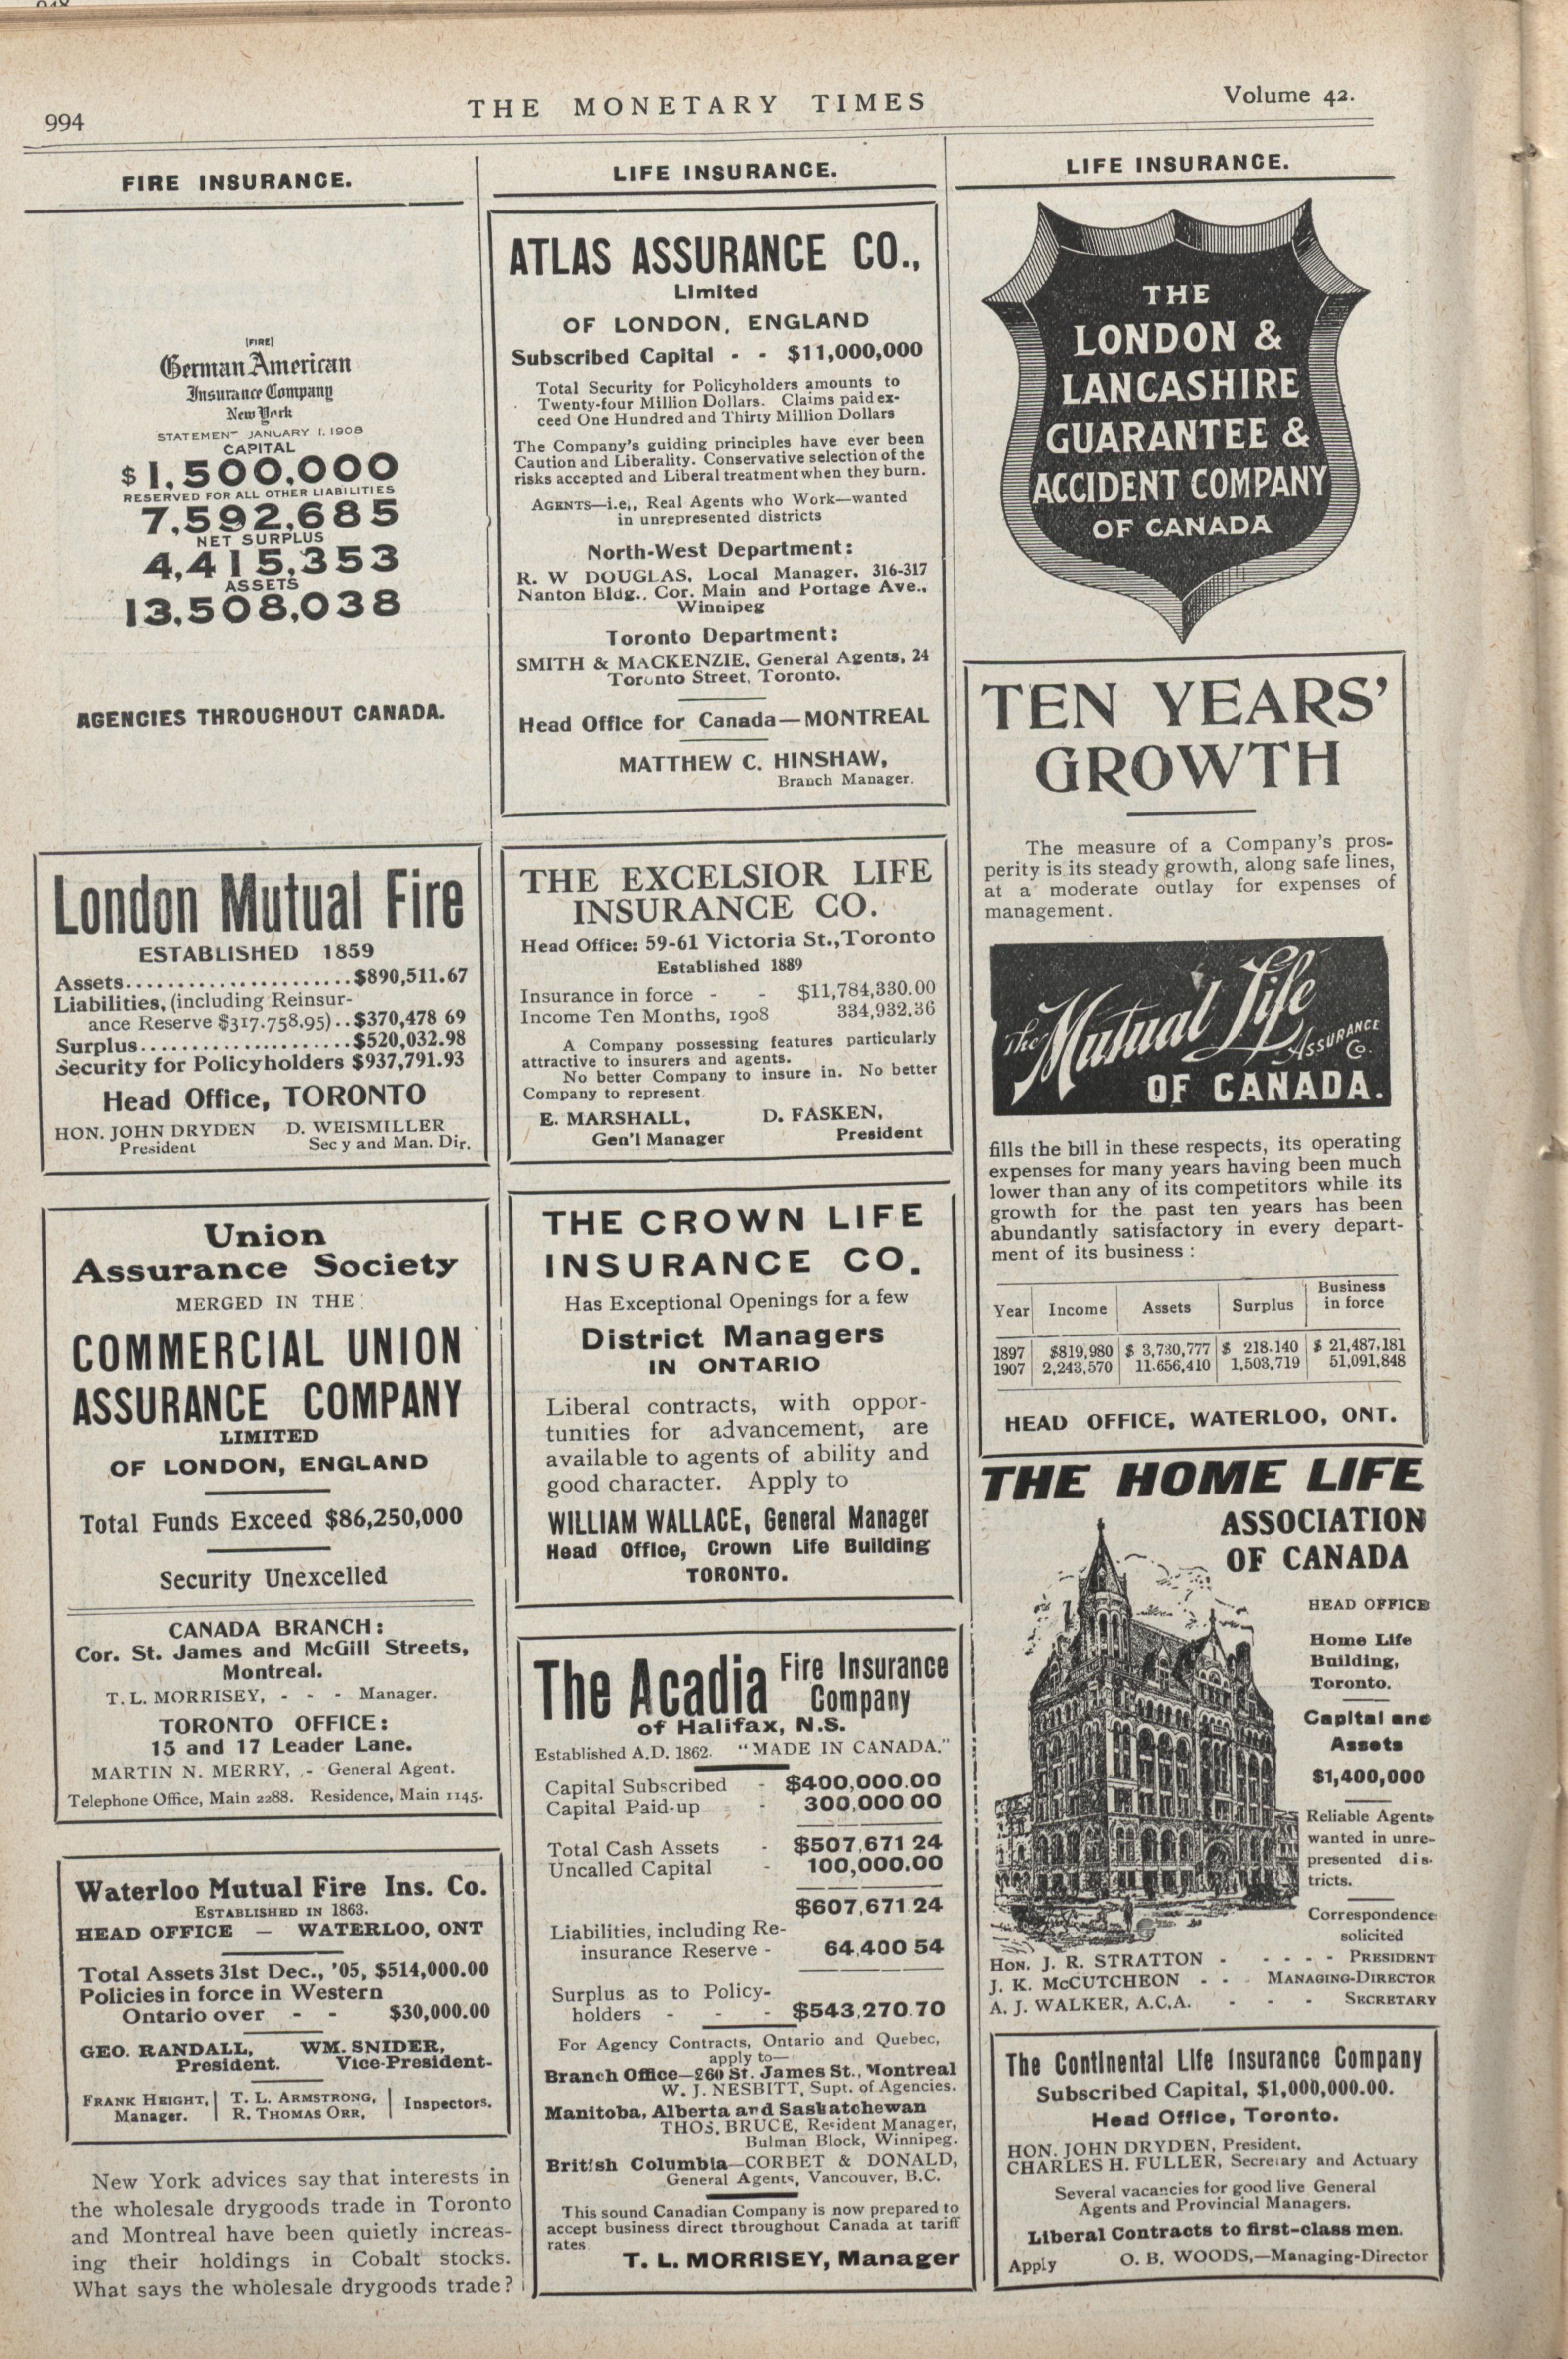 994
THE MONETARY TIMES
Volume 42.
FIRE INSURANCE.
[FIRE]
German American
Insurance Company
New York
STATEMENT JANUARY 1, 1908
CAPITAL
$1,500,000
RESERVED FOR ALL OTHER LIABILITIES
7,592,685
NET SURPLUS
4,415,353
ASSETS
13,508,038
AGENCIES THROUGHOUT CANADA.
London Mutual Fire
ESTABLISHED 1859
Assets......................$890,511.67
Liabilities, (including Reinsur-
ance Reserve $317.758.95)..$370,478 69
Surplus.....................$520,032.98
Security for Policyholders $937,791.93
Head Office, TORONTO
HON. JOHN DRYDEN D. WEISMILLER
President Sec y and Man. Dir.
Union
Assurance Society
MERGED IN THE
COMMERCIAL UNION
ASSURANCE COMPANY
LIMITED
OF LONDON, ENGLAND
Total Funds Exceed $86,250,000
Security Unexcelled
CANADA BRANCH:
Cor. St. James and McGill Streets,
Montreal.
T. L. MORRISEY, - - - Manager.
TORONTO OFFICE:
15 and 17 Leader Lane.
MARTIN N. MERRY, - General Agent.
Telephone Office, Main 2288. Residence, Main 1145.
Waterloo Mutual Fire Ins. Co.
ESTABLISHED IN 1863.
HEAD OFFICE — WATERLOO, ONT
Total Assets 31st Dec., '05, $514,000.00
Policies in force in Western
Ontario over - - $30,000.00
GEO. RANDALL, WM. SNIDER,
President. Vice-President-
FRANK HEIGHT, T. L. ARMSTRONG,
Manager. R. THOMAS ORR, Inspectors.
New York advices say that interests in
the wholesale drygoods trade in Toronto
and Montreal have been quietly increas-
ing their holdings in Cobalt stocks.
What says the wholesale drygoods trade?
LIFE INSURANCE.
ATLAS ASSURANCE CO.,
Limited
OF LONDON, ENGLAND
Subscribed Capital - - $11,000,000
Total Security for Policyholders amounts to
Twenty-four Million Dollars. Claims paid ex-
ceed One Hundred and Thirty Million Dollars
The Company's guiding principles have ever been
Caution and Liberality. Conservative selection of the
risks accepted and Liberal treatment when they burn.
AGENTS—i.e,, Real Agents who Work—wanted
in unrepresented districts
North-West Department:
R. W DOUGLAS, Local Manager, 316-317
Nanton Bldg., Cor. Main and Portage Ave.,
Winnipeg
Toronto Department:
SMITH & MACKENZIE, General Agents, 24
Toronto Street, Toronto.
Head Office for Canada—MONTREAL
MATTHEW C. HINSHAW,
Branch Manager.
THE EXCELSIOR LIFE
INSURANCE CO.
Head Office: 59-61 Victoria St., Toronto
Established 1889
Insurance in force - - $11,784,330.00
Income Ten Months, 1908 334,932.36
A Company possessing features particularly
attractive to insurers and agents.
No better Company to insure in. No better
Company to represent
E. MARSHALL, D. FASKEN,
Gen'l Manager President
THE CROWN LIFE
INSURANCE CO.
Has Exceptional Openings for a few
District Managers
IN ONTARIO
Liberal contracts, with oppor-
tunities for advancement, are
available to agents of ability and
good character. Apply to
WILLIAM WALLACE, General Manager
Head Office, Crown Life Building
TORONTO.
The Acadia Fire Insurance
Company
of Halifax, N.S.
Established A.D. 1862. "MADE IN CANADA."
Capital Subscribed - $400,000.00
Capital Paid-up - 300,000 00
Total Cash Assets - $507,671 24
Uncalled Capital - 100,000.00
$607,671.24
Liabilities, including Re-
insurance Reserve - 64,400 54
Surplus as to Policy-
holders - - - $543,270.70
For Agency Contracts, Ontario and Quebec,
apply to—
Branch Office—260 St. James St., Montreal
W. J. NESBITT, Supt. of Agencies.
Manitoba, Alberta and Saskatchewan
THOS. BRUCE, Resident Manager,
Bulman Block, Winnipeg.
British Columbia—CORBET & DONALD,
General Agents, Vancouver, B.C.
This sound Canadian Company is now prepared to
accept business direct throughout Canada at tariff
rates
T. L. MORRISEY, Manager
LIFE INSURANCE.
THE
LONDON &
LANCASHIRE
GUARANTEE &
ACCIDENT COMPANY
OF CANADA
TEN YEARS'
GROWTH
The measure of a Company's pros-
perity is its steady growth, along safe lines,
at a moderate outlay for expenses of
management.
The Mutual Life
ASSURANCE
Co.
OF CANADA.
fills the bill in these respects, its operating
expenses for many years having been much
lower than any of its competitors while its
growth for the past ten years has been
abundantly satisfactory in every depart-
ment of its business :
Year Income Assets Surplus Business in force
1897 $819,980 $ 3,730,777 $ 218.140 $ 21,487,181
1907 2,243,570 11.656,410 1,503,719 51,091,848
HEAD OFFICE, WATERLOO, ONT.
THE HOME LIFE
ASSOCIATION
OF CANADA
HEAD OFFICE
Home Life
Building,
Toronto.
Capital and
Assets
$1,400,000
Reliable Agents
wanted in unre-
presented dis-
tricts.
Correspondence
solicited
HON. J. R. STRATTON - - - - - PRESIDENT
J. K. MCCUTCHEON - - - MANAGING-DIRECTOR
A. J. WALKER, A.C.A. - - - SECRETARY
The Continental Life Insurance Company
Subscribed Capital, $1,000,000.00.
Head Office, Toronto.
HON. JOHN DRYDEN, President.
CHARLES H. FULLER, Secretary and Actuary
Several vacancies for good live General
Agents and Provincial Managers.
Liberal Contracts to first-class men.
Apply O. B. WOODS,—Managing-Director